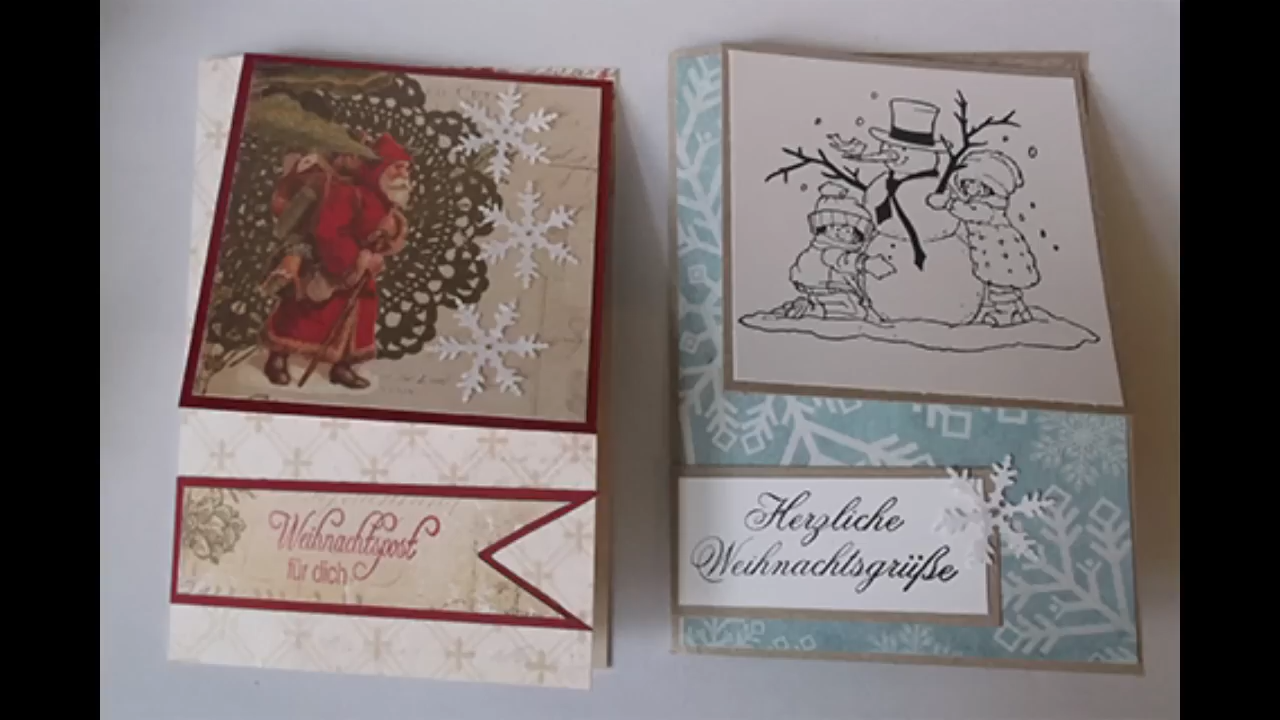 Weihnachtspost
für dich
Herzliche
Weihnachtsgrüße